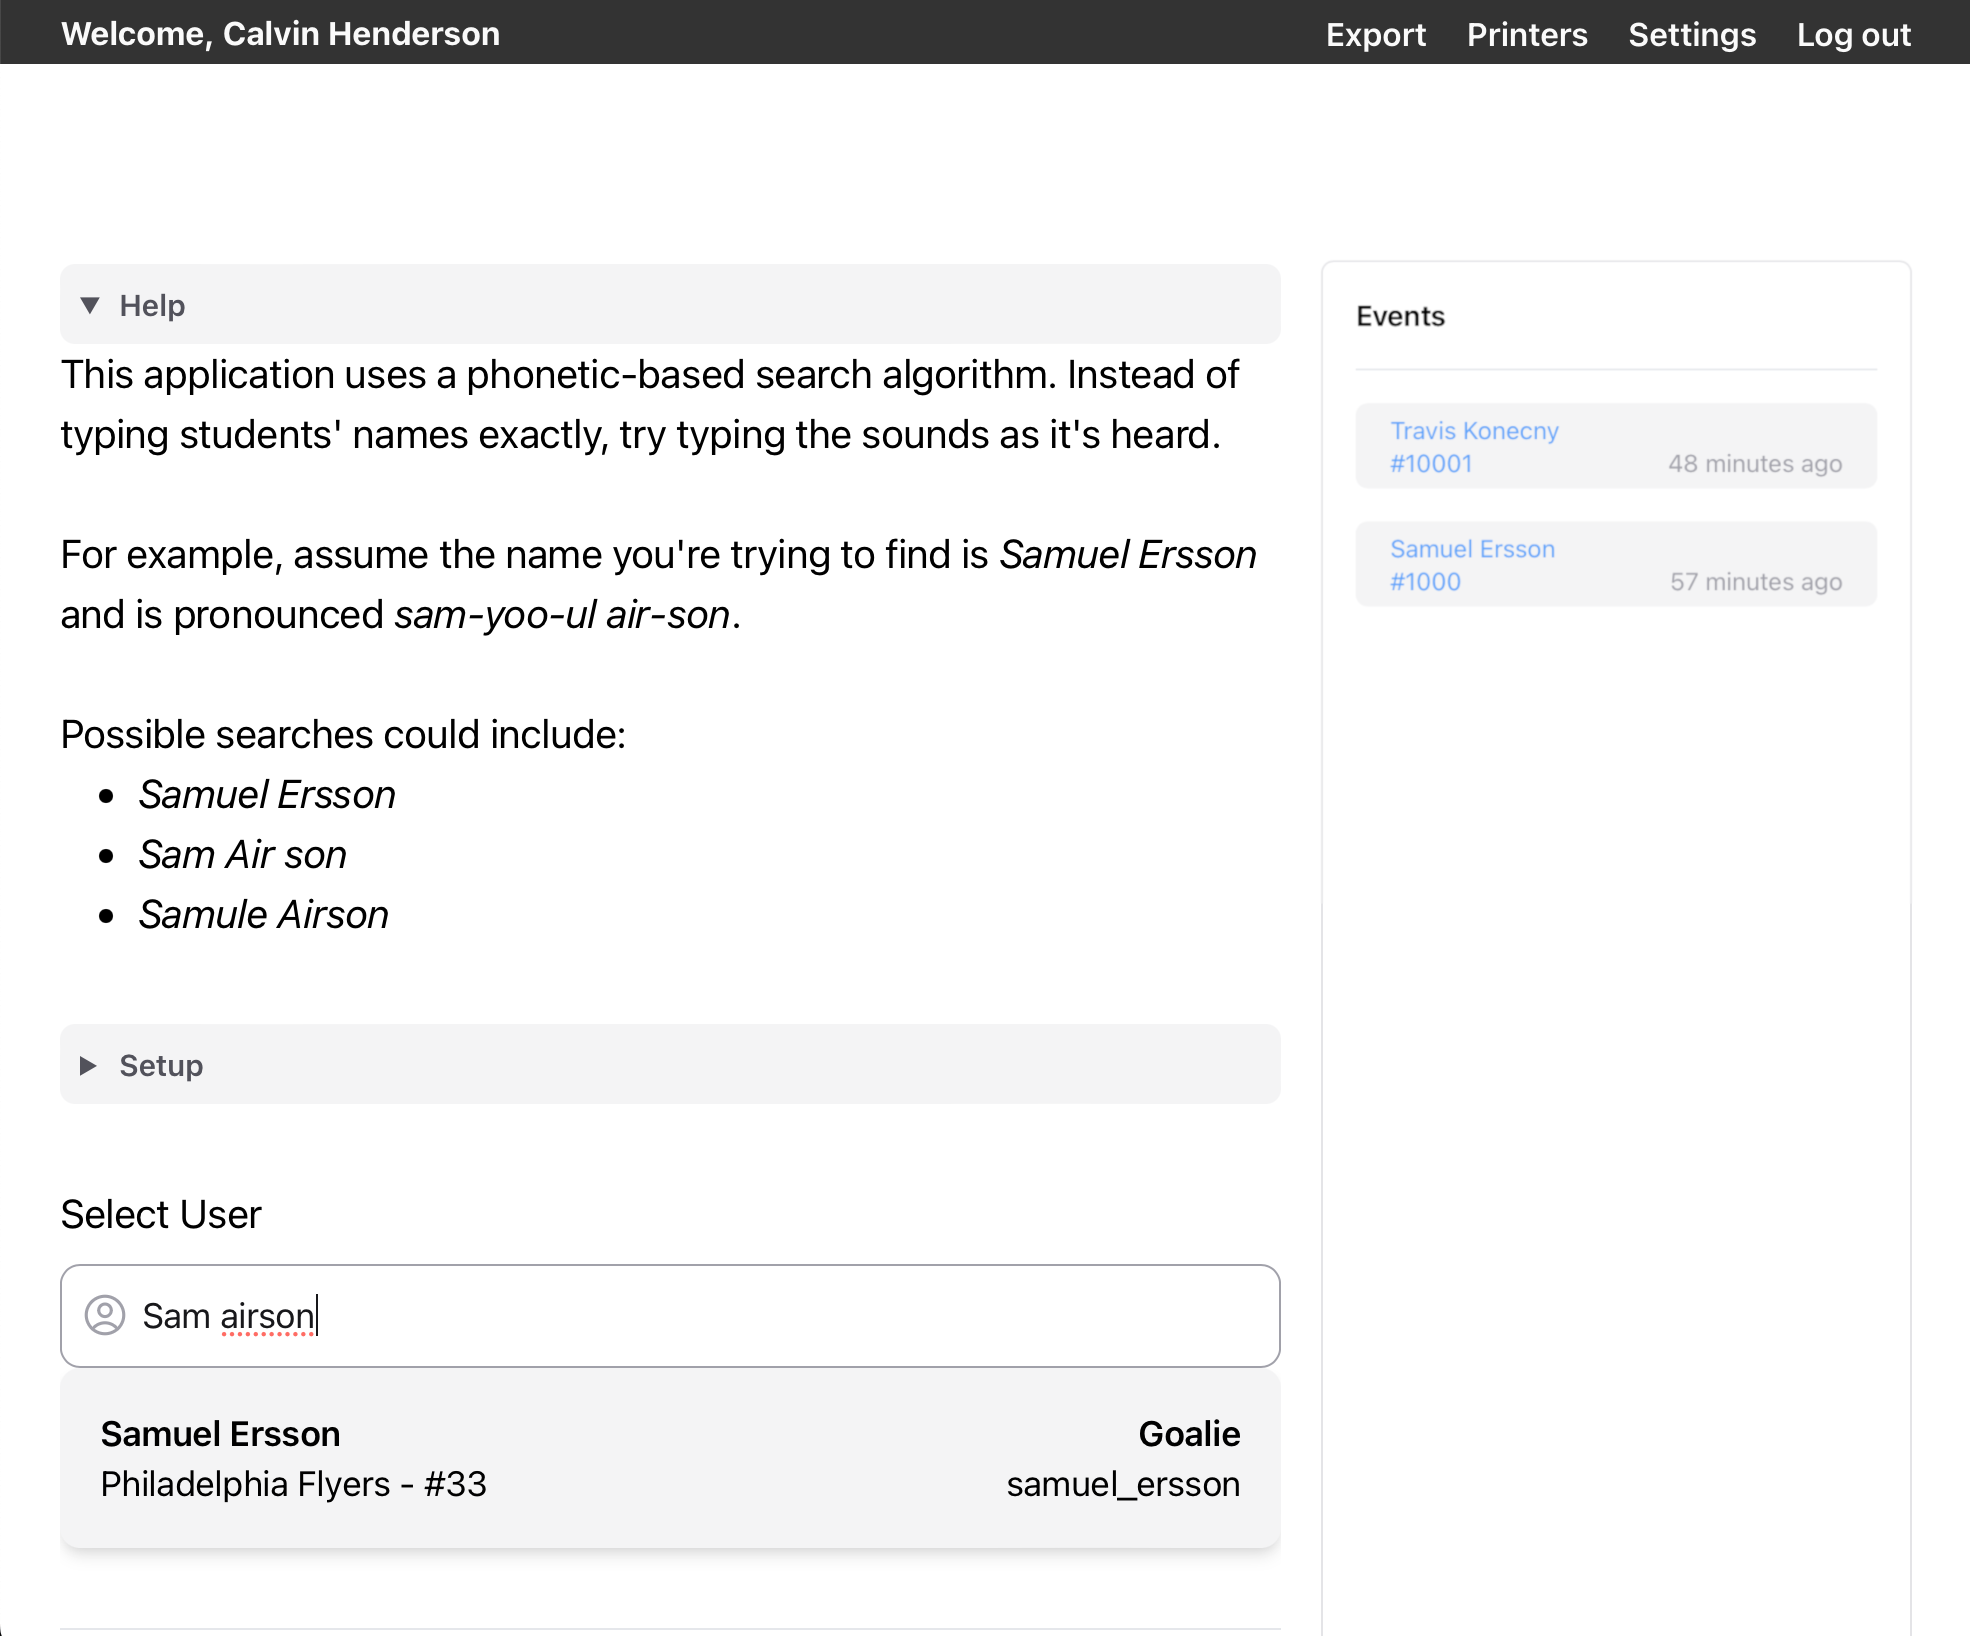 Welcome, Calvin Henderson
Export Printers Settings Log out
Help
This application uses a phonetic-based search algorithm. Instead of
typing students' names exactly, try typing the sounds as it's heard.
For example, assume the name you're trying to find is Samuel Ersson
and is pronounced sam-yoo-ul air-son.
Possible searches could include:
Samuel Ersson
Sam Air son
Samule Airson
Setup
Select User
Sam airson
Samuel Ersson Goalie
Philadelphia Flyers - #33 samuel_ersson
Events
Travis Konecny
#10001 48 minutes ago
Samuel Ersson
#1000 57 minutes ago